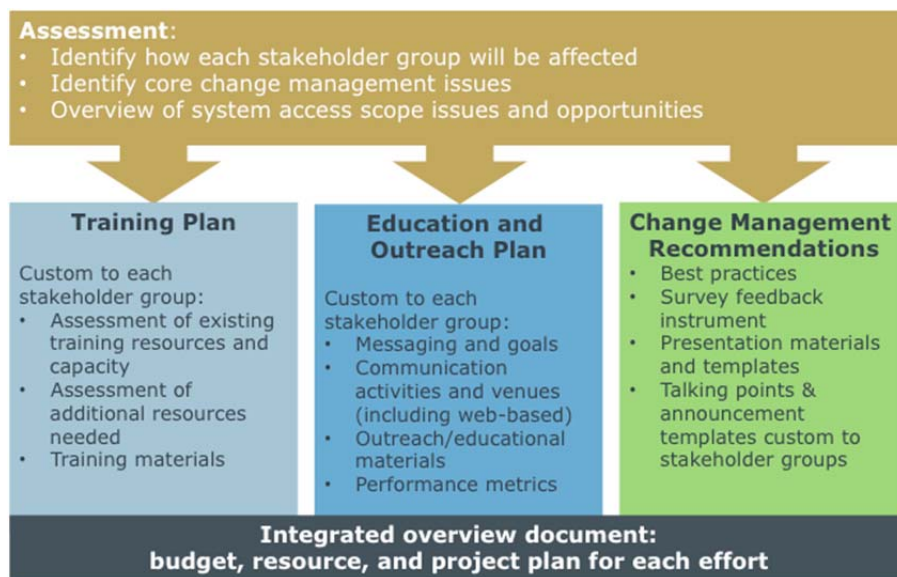 Assessment:
• Identify how each stakeholder group will be affected
• Identify core change management issues
• Overview of system access scope issues and opportunities
Training Plan
Custom to each
stakeholder group:
• Assessment of existing
training resources and
capacity
• Assessment of
additional resources
needed
• Training materials
Education and
Outreach Plan
Custom to each
stakeholder group:
• Messaging and goals
• Communication
activities and venues
(including web-based)
• Outreach/educational
materials
• Performance metrics
Change Management
Recommendations
• Best practices
• Survey feedback
instrument
• Presentation materials
and templates
• Talking points &
announcement
templates custom to
stakeholder groups
Integrated overview document:
budget, resource, and project plan for each effort